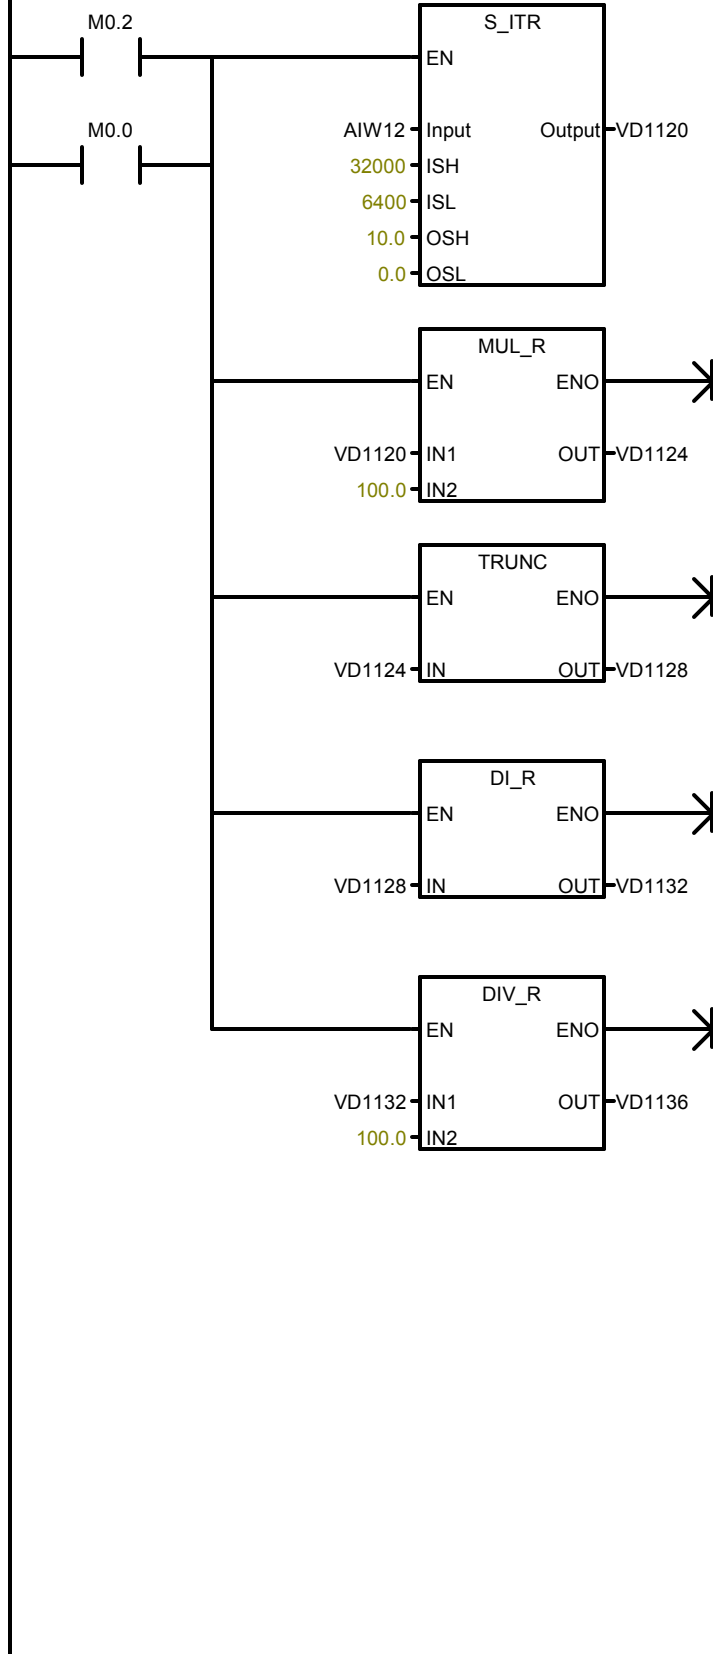 M0.2 S_ITR
EN
M0.0 AIW12 Input Output VD1120
32000 ISH
6400 ISL
10.0 OSH
0.0 OSL
MUL_R
EN ENO
VD1120 IN1 OUT VD1124
100.0 IN2
TRUNC
EN ENO
VD1124 IN OUT VD1128
DI_R
EN ENO
VD1128 IN OUT VD1132
DIV_R
EN ENO
VD1132 IN1 OUT VD1136
100.0 IN2